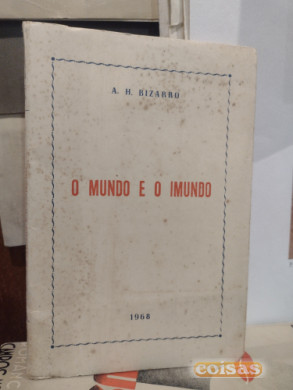 A. H. BIZARRO
O MUNDO E O IMUNDO
1968
coisas